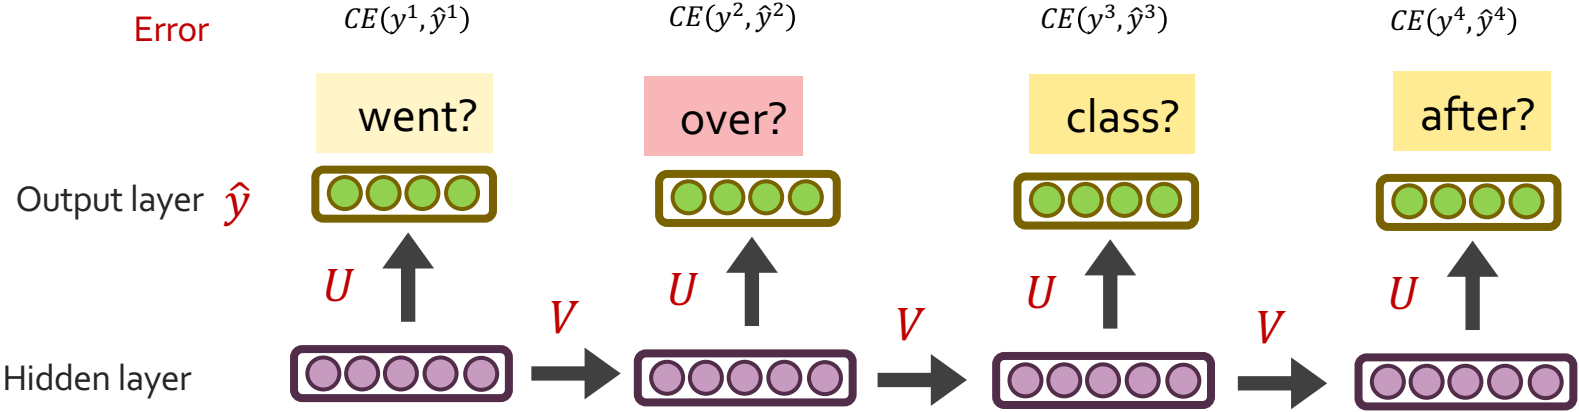 Error CE(y¹, ŷ¹) CE(y², ŷ²) CE(y³, ŷ³) CE(y⁴, ŷ⁴)
went? over? class? after?
Output layer ŷ
U U U U
V V V
Hidden layer